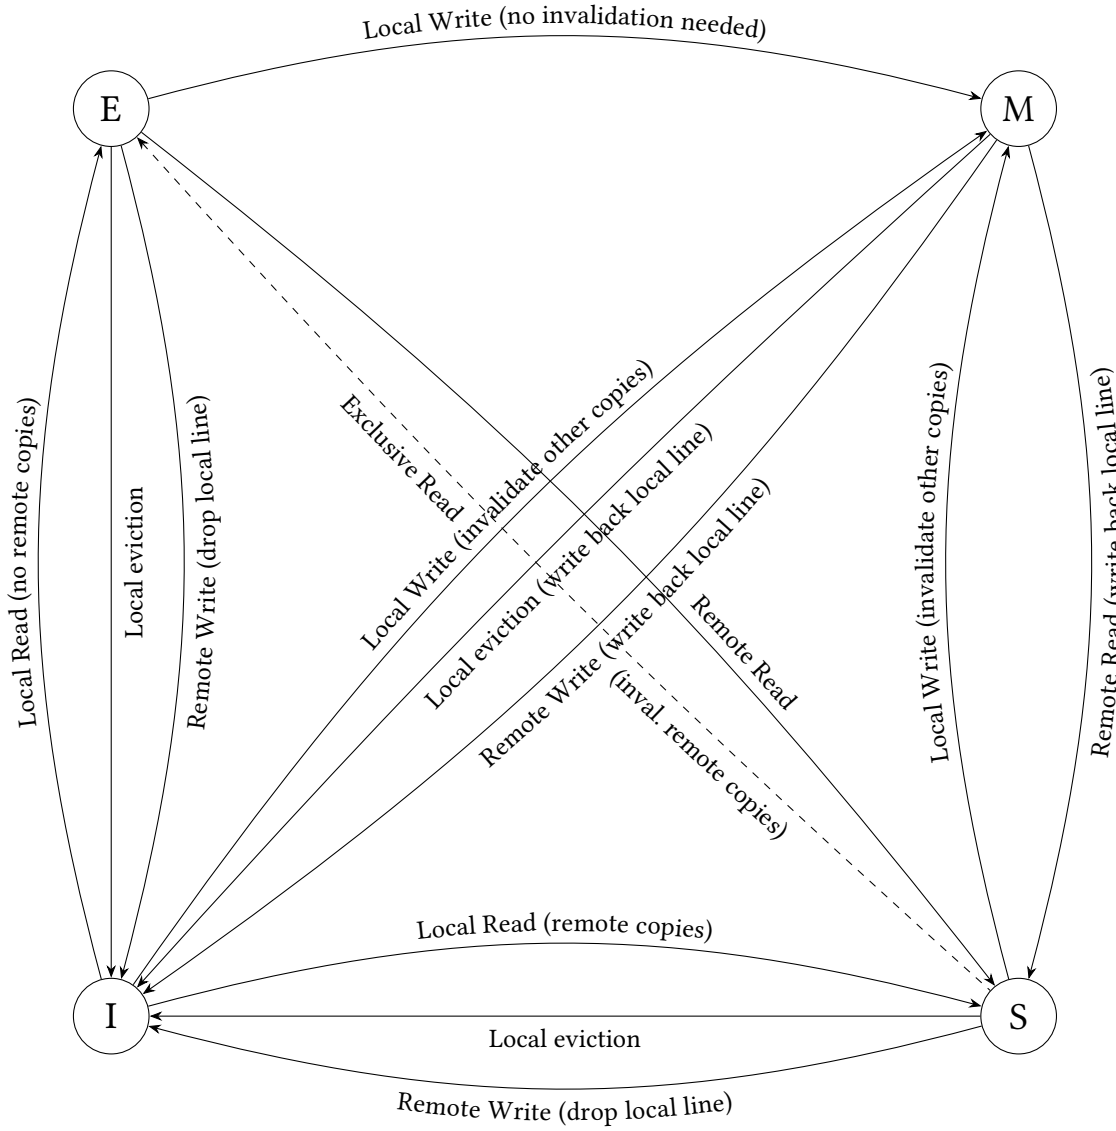 Local Write (no invalidation needed)
E
M
Local Read (no remote copies)
Local eviction
Remote Write (drop local line)
Exclusive Read
(inval. remote copies)
Local Write (invalidate other copies)
Local eviction (write back local line)
Remote Write (write back local line)
Remote Read
Local Write (invalidate other copies)
Remote Read (write back local line)
Local Read (remote copies)
I
S
Local eviction
Remote Write (drop local line)